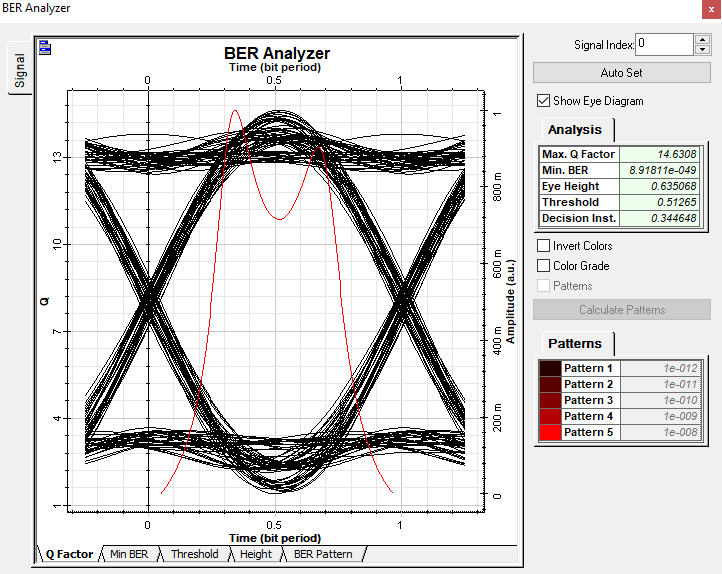 BER Analyzer
x
Signal
BER Analyzer
Time (bit period)
0 0.5 1
Q
13
10
7
4
1
Amplitude (a.u.)
1
800 m
600 m
400 m
200 m
0
0 0.5 1
Time (bit period)
Q Factor Min BER Threshold Height BER Pattern
Signal Index: 0
Auto Set
Show Eye Diagram
Analysis
Max. Q Factor 14.6308
Min. BER 8.91811e-049
Eye Height 0.635068
Threshold 0.51265
Decision Inst. 0.344648
Invert Colors
Color Grade
Patterns
Calculate Patterns
Patterns
Pattern 1 1e-012
Pattern 2 1e-011
Pattern 3 1e-010
Pattern 4 1e-009
Pattern 5 1e-008